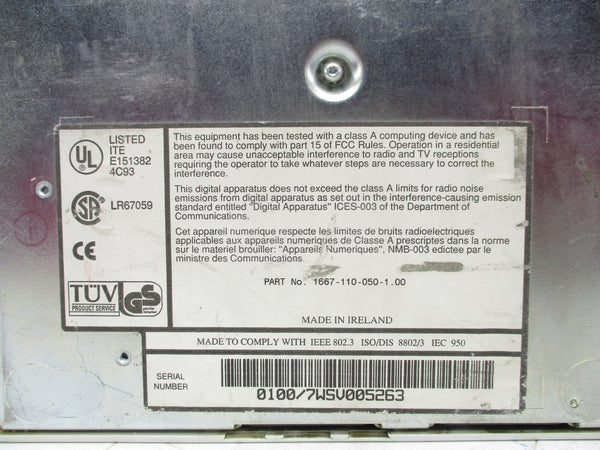 UL
LISTED
ITE
E151382
4C93
SA
LR67059
CE
TÜV
PRODUCT SERVICE
GS
This equipment has been tested with a class A computing device and has
been found to comply with part 15 of FCC Rules. Operation in a residential
area may cause unacceptable interference to radio and TV receptions
requiring the operator to take whatever steps are necessary to correct the
interference.
This digital apparatus does not exceed the class A limits for radio noise
emissions from digital apparatus as set out in the interference-causing emission
standard entitled "Digital Apparatus" ICES-003 of the Department of
Communications.
Cet appareil numerique respecte les limites de bruits radioelectriques
applicables aux appareils numeriques de Classe A prescriptes dans la norme
sur le materiel brouiller: "Appareils Numeriques", NMB-003 edictee par le
ministre des Communications.
PART No. 1667-110-050-1.00
MADE IN IRELAND
MADE TO COMPLY WITH IEEE 802.3 ISO/DIS 8802/3 IEC 950
SERIAL
NUMBER
0100/7WSV005263